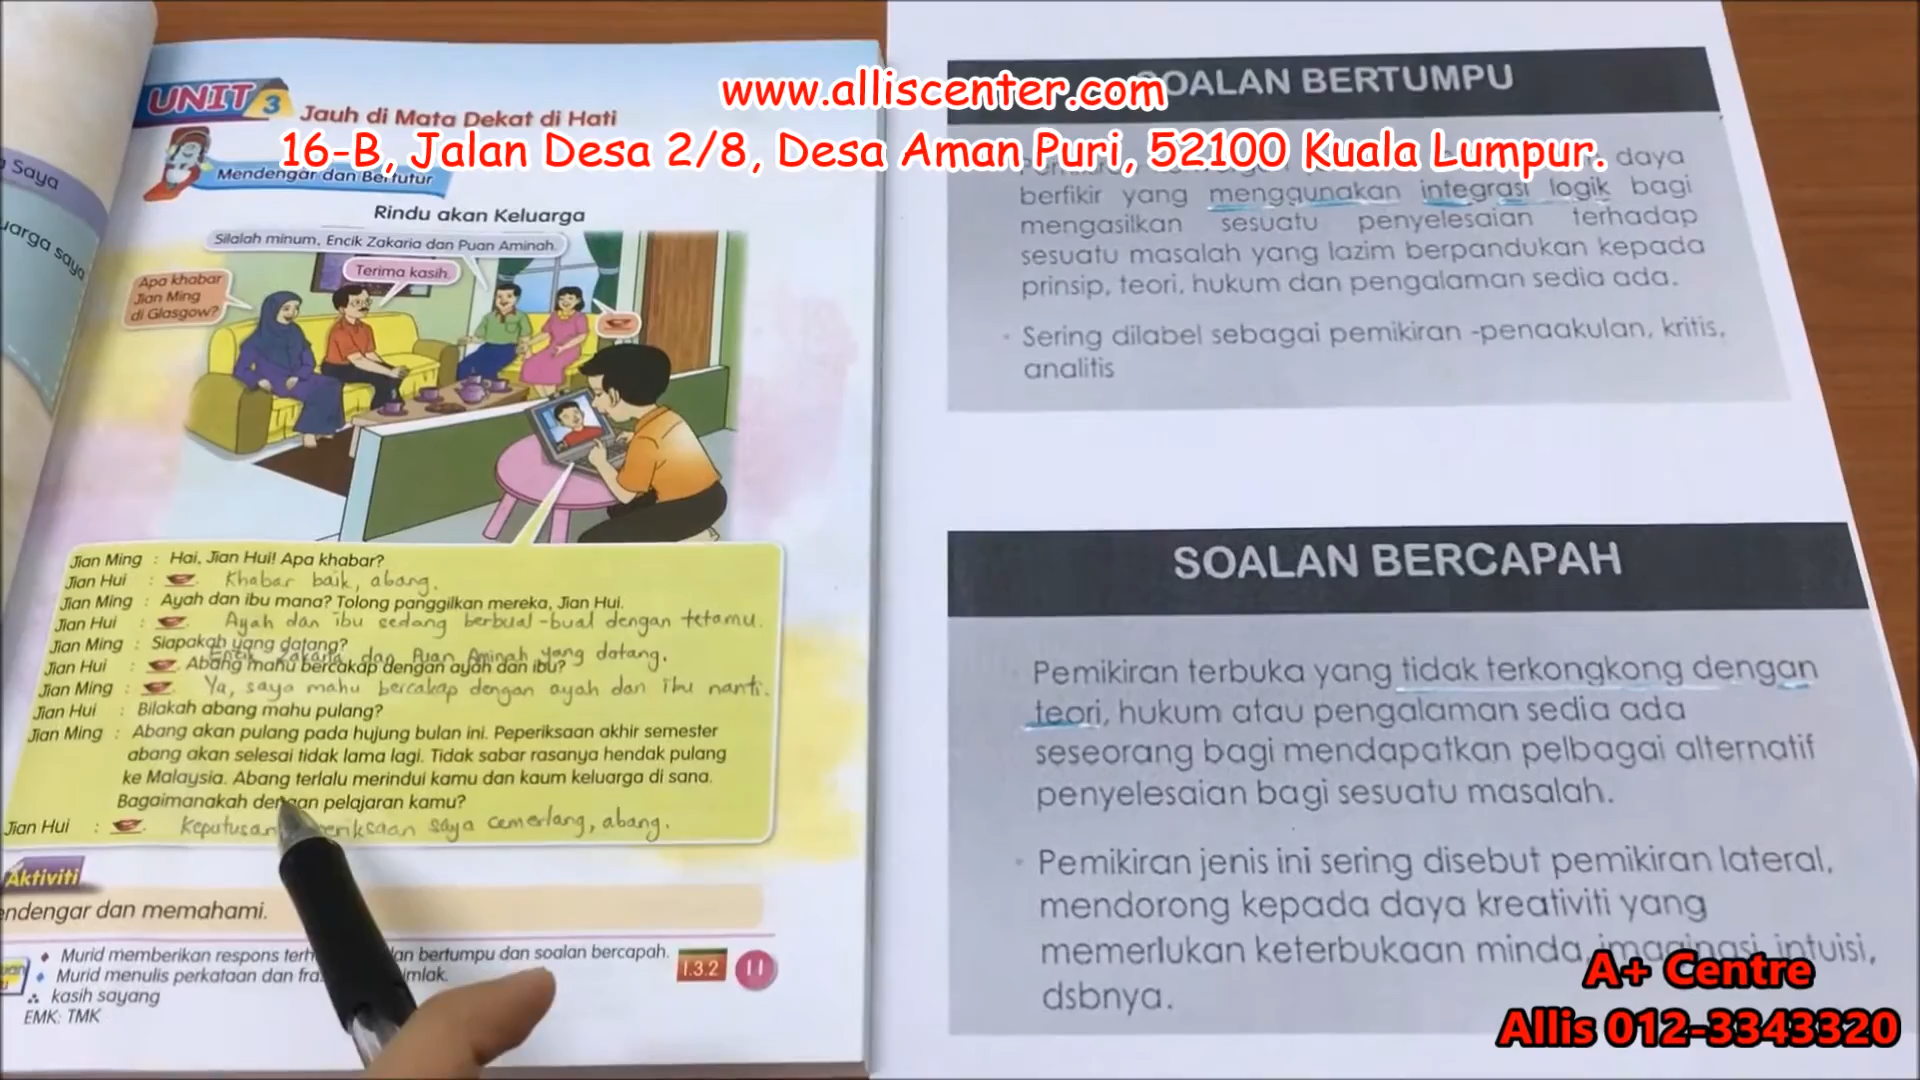 www.alliscenter.com
16-B, Jalan Desa 2/8, Desa Aman Puri, 52100 Kuala Lumpur.
Saya
keluarga saya
UNIT 3 Jauh di Mata Dekat di Hati
Mendengar dan Bertutur
Rindu akan Keluarga
Silalah minum, Encik Zakaria dan Puan Aminah.
Terima kasih.
Apa khabar
Jian Ming
di Glasgow?
Jian Ming : Hai, Jian Hui! Apa khabar?
Jian Hui : Khabar baik, abang.
Jian Ming : Ayah dan ibu mana? Tolong panggilkan mereka, Jian Hui.
Jian Hui : Ayah dan ibu sedang berbual-bual dengan tetamu.
Jian Ming : Siapakah yang datang?
Encik Zakaria dan Puan Aminah yang datang.
Jian Hui : Abang mahu bercakap dengan ayah dan ibu?
Jian Ming : Ya, saya mahu bercakap dengan ayah dan ibu nanti.
Jian Hui : Bilakah abang mahu pulang?
Jian Ming : Abang akan pulang pada hujung bulan ini. Peperiksaan akhir semester
abang akan selesai tidak lama lagi. Tidak sabar rasanya hendak pulang
ke Malaysia. Abang terlalu merindui kamu dan kaum keluarga di sana.
Bagaimanakah dengan pelajaran kamu?
Jian Hui : Keputusan saya cemerlang, abang.
Aktiviti
endengar dan memahami.
Murid memberikan respons bertumpu dan soalan bercapah.
Murid menulis perkataan dan imlak.
kasih sayang
EMK: TMK
1.3.2 11
SOALAN BERTUMPU
daya
berfikir yang menggunakan integrasi logik bagi
mengasilkan sesuatu penyelesaian terhadap
sesuatu masalah yang lazim berpandukan kepada
prinsip, teori, hukum dan pengalaman sedia ada.
Sering dilabel sebagai pemikiran -penaakulan, kritis,
analitis
SOALAN BERCAPAH
Pemikiran terbuka yang tidak terkongkong dengan
teori, hukum atau pengalaman sedia ada
seseorang bagi mendapatkan pelbagai alternatif
penyelesaian bagi sesuatu masalah.
Pemikiran jenis ini sering disebut pemikiran lateral,
mendorong kepada daya kreativiti yang
memerlukan keterbukaan minda, imaginasi, intuisi,
dsbnya.
A+ Centre
Allis 012-3343320